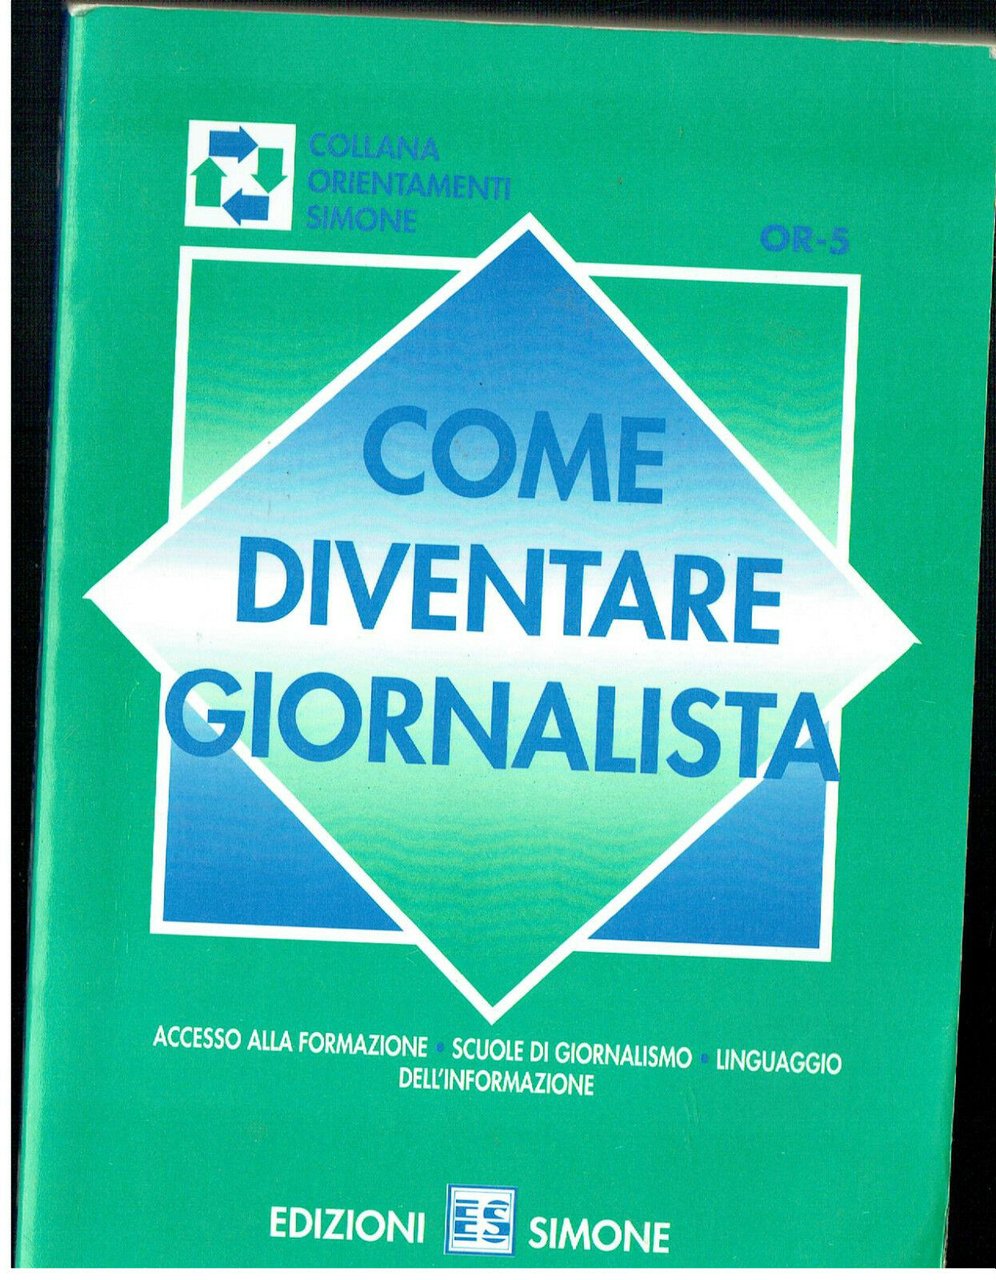 COLLANA
ORIENTAMENTI
SIMONE
OR-5
COME
DIVENTARE
GIORNALISTA
ACCESSO ALLA FORMAZIONE • SCUOLE DI GIORNALISMO • LINGUAGGIO
DELL'INFORMAZIONE
EDIZIONI ES SIMONE